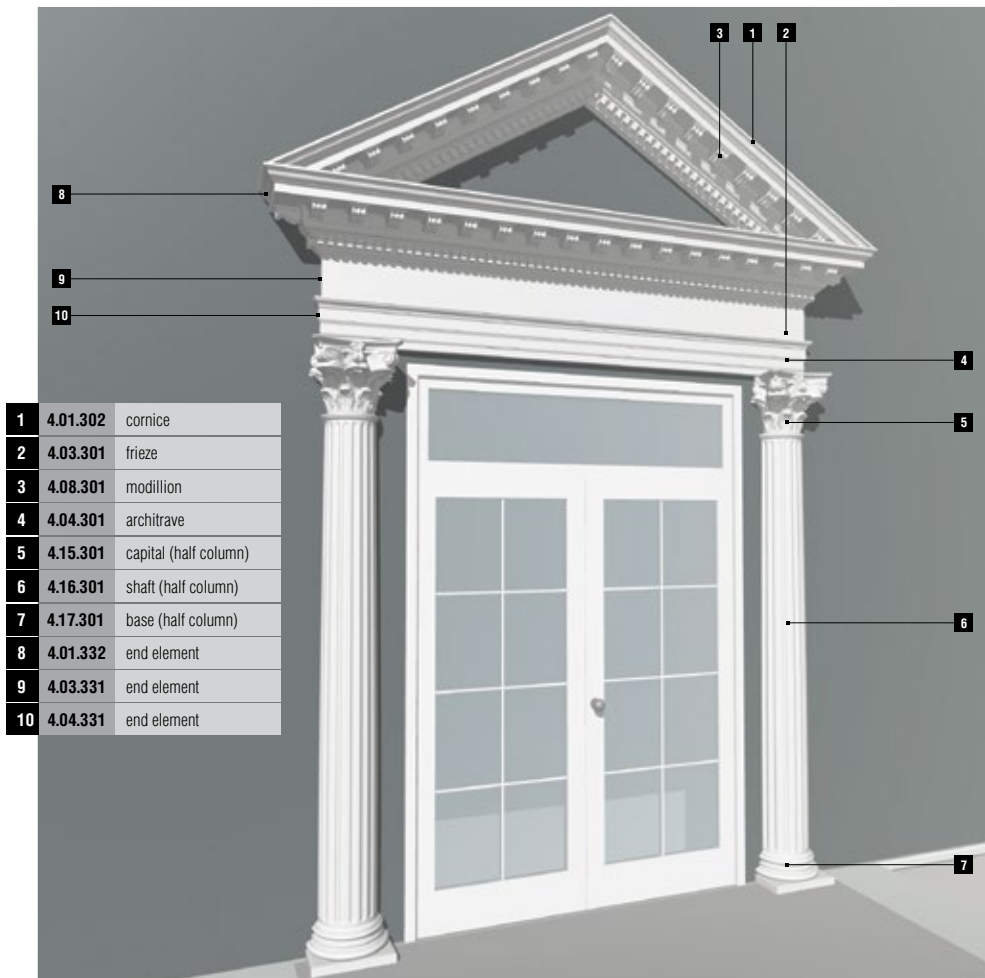 3 1 2
8
9
10
4
5
1 4.01.302 cornice
2 4.03.301 frieze
3 4.08.301 modillion
4 4.04.301 architrave
5 4.15.301 capital (half column)
6 4.16.301 shaft (half column)
7 4.17.301 base (half column)
8 4.01.332 end element
9 4.03.331 end element
10 4.04.331 end element
6
7